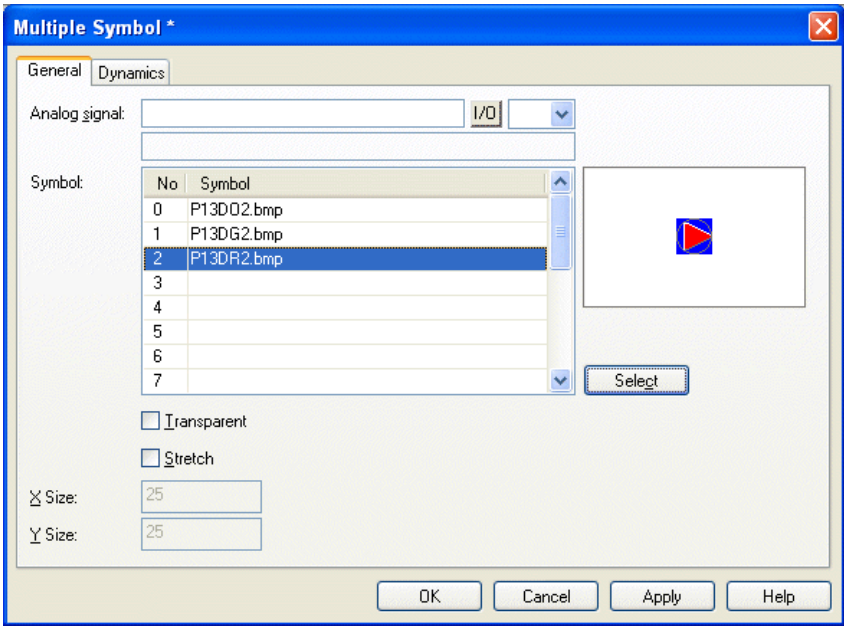 Multiple Symbol *
General Dynamics
Analog signal: I/O
Symbol:
No Symbol
0 P13DO2.bmp
1 P13DG2.bmp
2 P13DR2.bmp
3
4
5
6
7
Select
Transparent
Stretch
X Size: 25
Y Size: 25
OK Cancel Apply Help